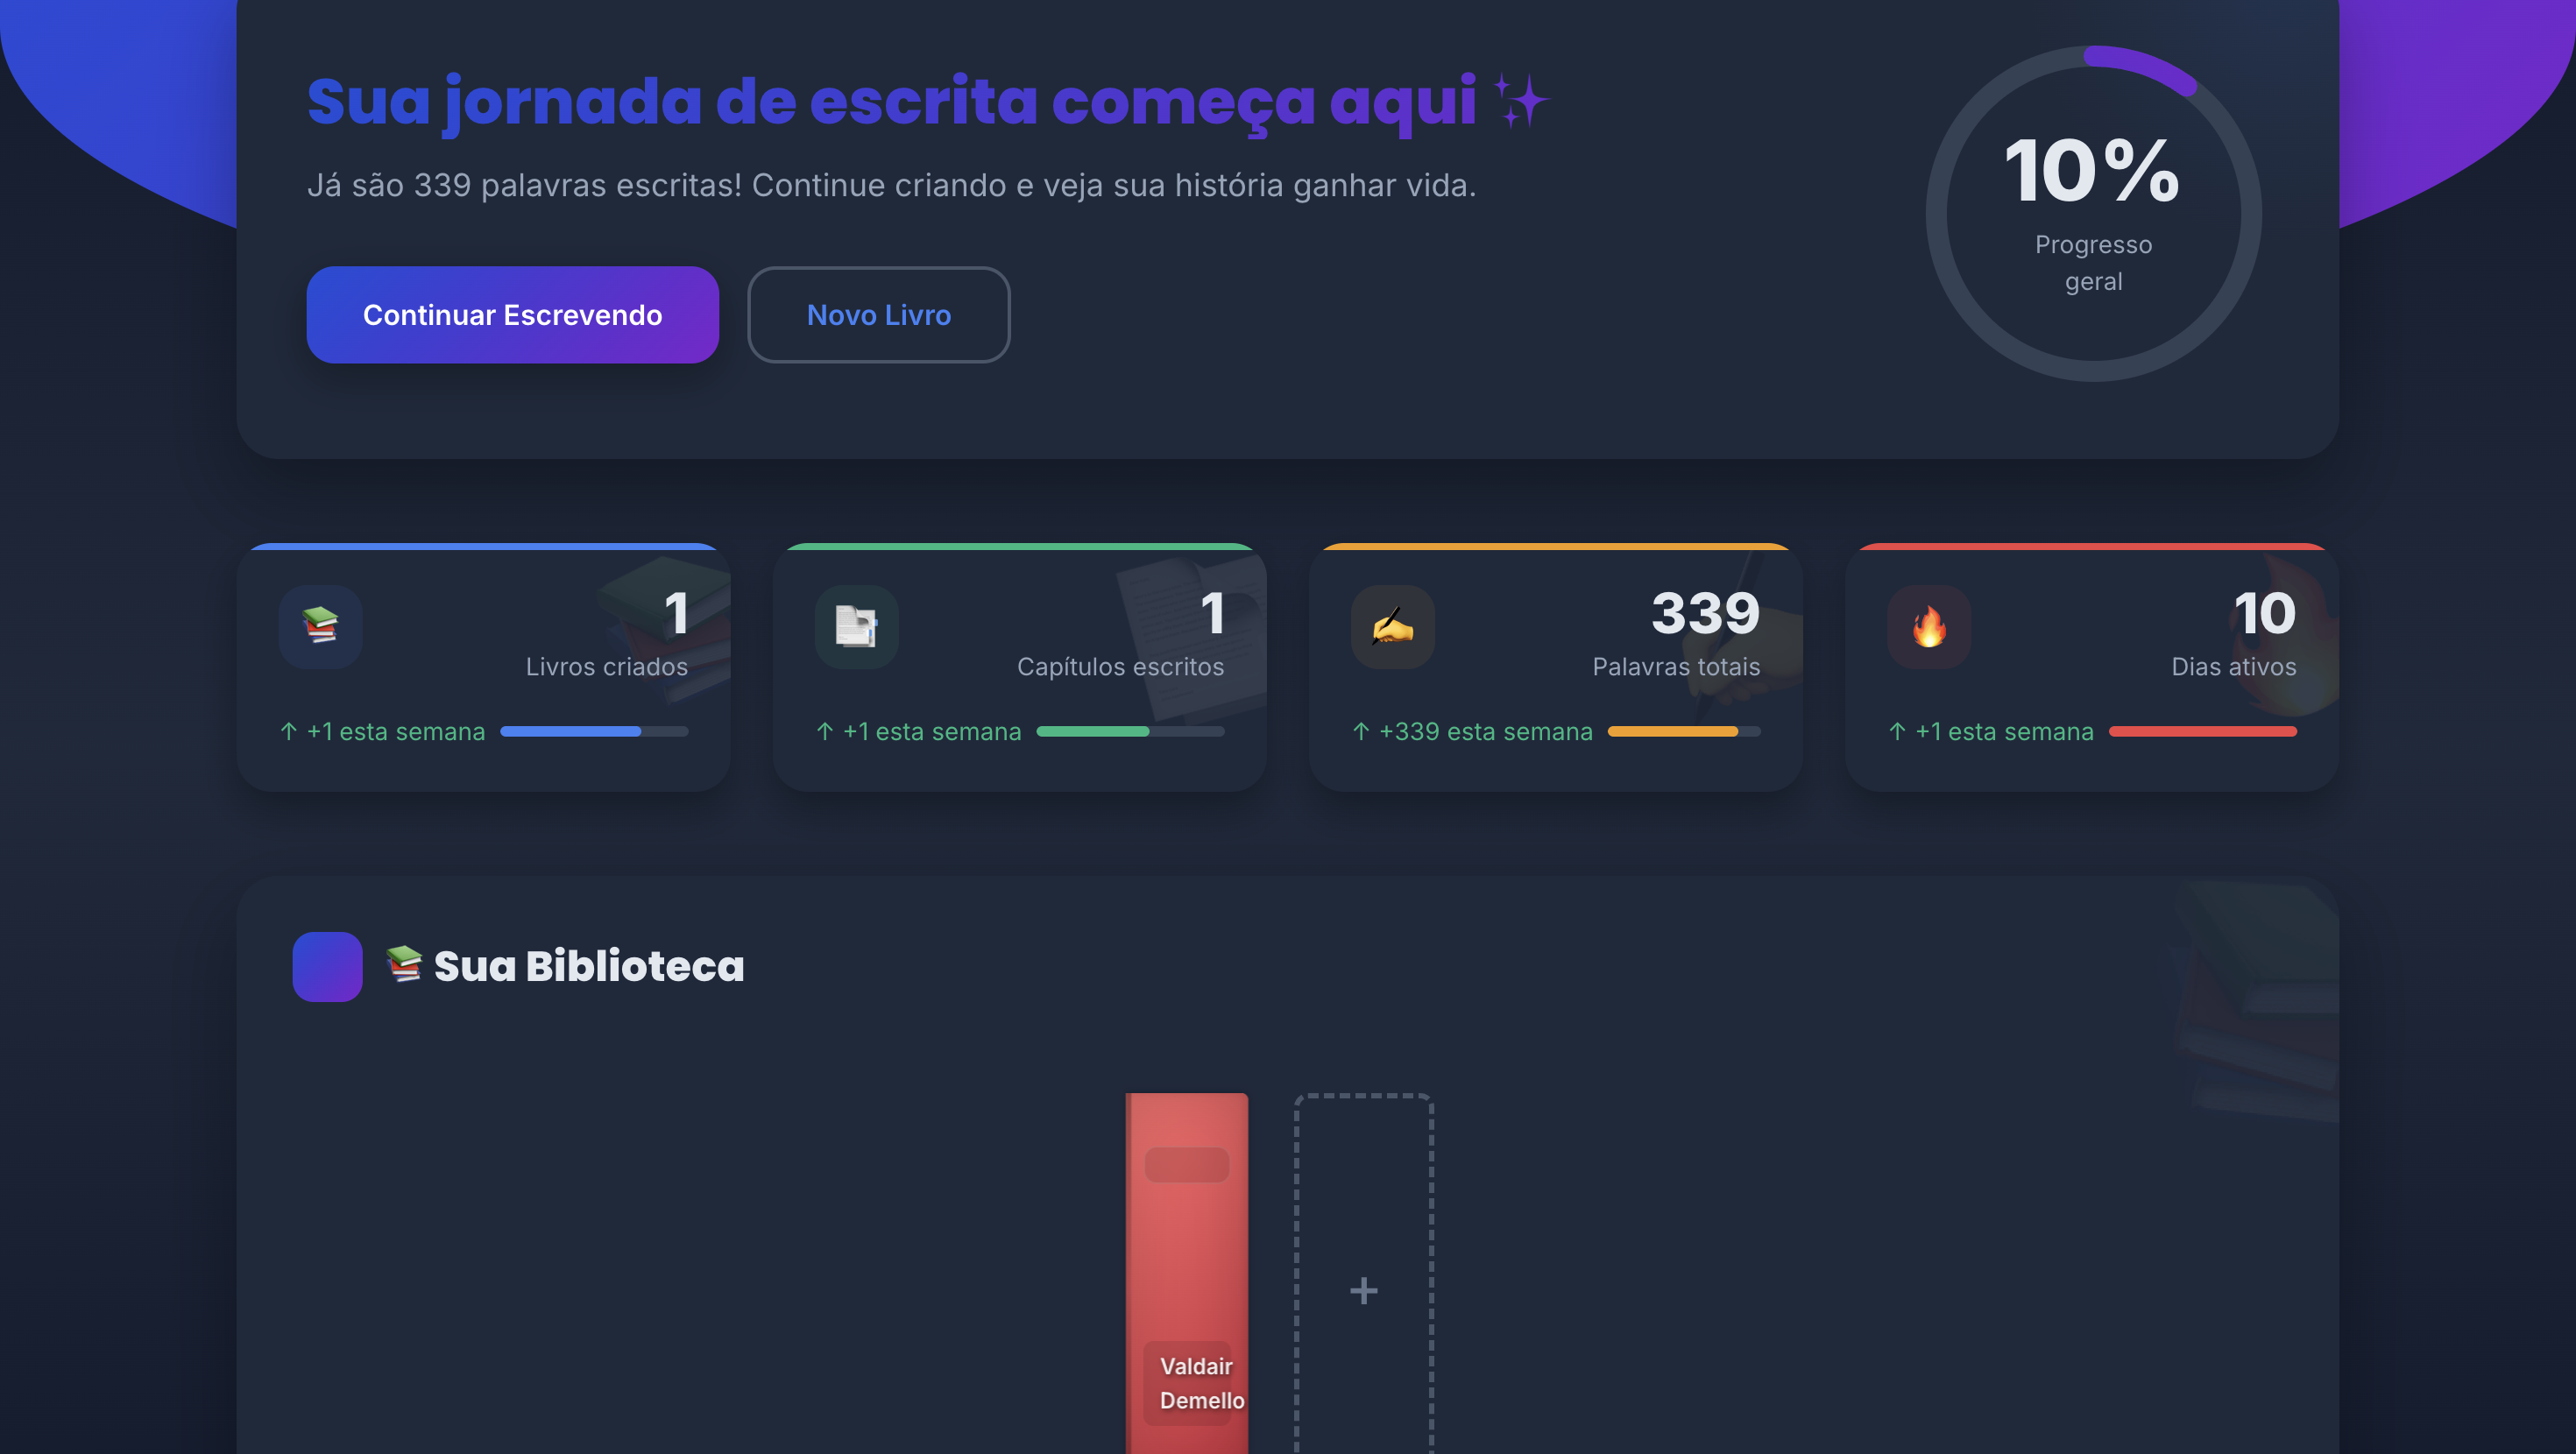 Sua jornada de escrita começa aqui ✨
Já são 339 palavras escritas! Continue criando e veja sua história ganhar vida.
Continuar Escrevendo
Novo Livro
10%
Progresso
geral
1
Livros criados
↑ +1 esta semana
1
Capítulos escritos
↑ +1 esta semana
339
Palavras totais
↑ +339 esta semana
10
Dias ativos
↑ +1 esta semana
📚 Sua Biblioteca
+
Valdair
Demello